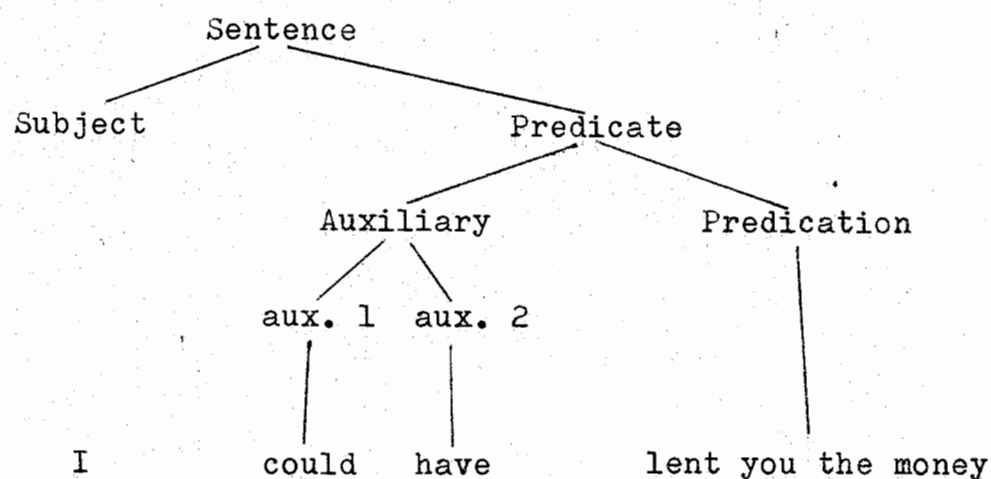 Sentence
Subject Predicate
Auxiliary Predication
aux. 1 aux. 2
I could have lent you the money